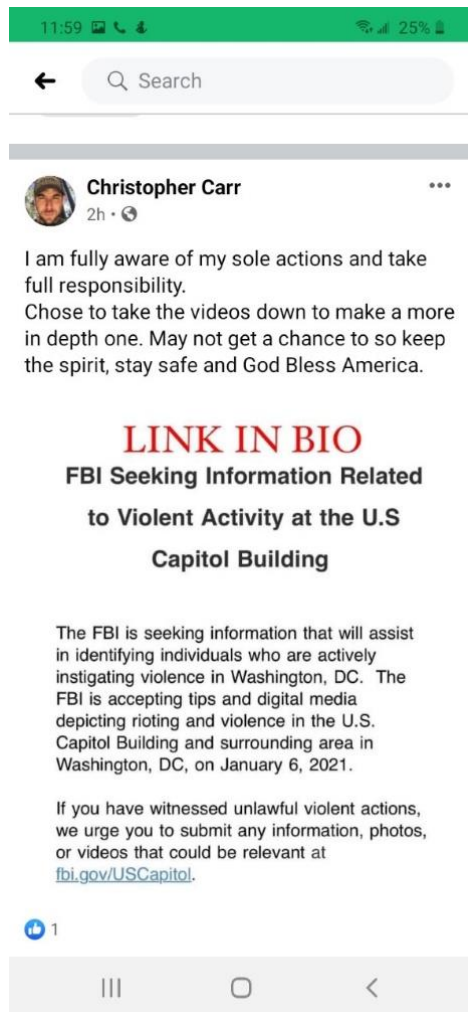 11:59 25%
Search
Christopher Carr
2h
I am fully aware of my sole actions and take
full responsibility.
Chose to take the videos down to make a more
in depth one. May not get a chance to so keep
the spirit, stay safe and God Bless America.
LINK IN BIO
FBI Seeking Information Related
to Violent Activity at the U.S
Capitol Building
The FBI is seeking information that will assist
in identifying individuals who are actively
instigating violence in Washington, DC. The
FBI is accepting tips and digital media
depicting rioting and violence in the U.S.
Capitol Building and surrounding area in
Washington, DC, on January 6, 2021.
If you have witnessed unlawful violent actions,
we urge you to submit any information, photos,
or videos that could be relevant at
fbi.gov/USCapitol.
1